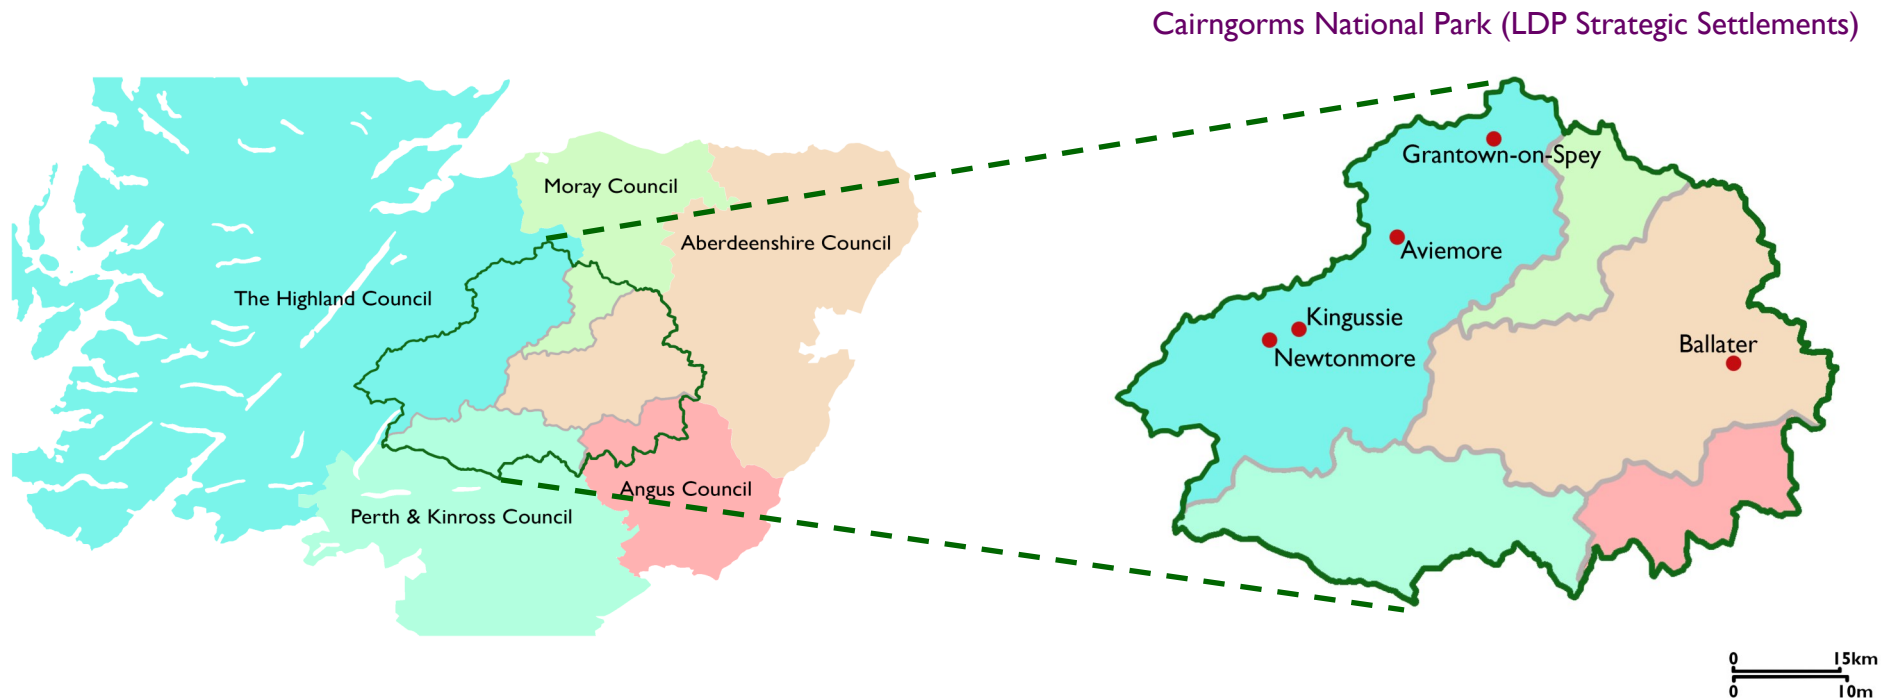 Cairngorms National Park (LDP Strategic Settlements)
Moray Council
Aberdeenshire Council
The Highland Council
Angus Council
Perth & Kinross Council
Grantown-on-Spey
Aviemore
Kingussie
Newtonmore
Ballater
0 15km
0 10m